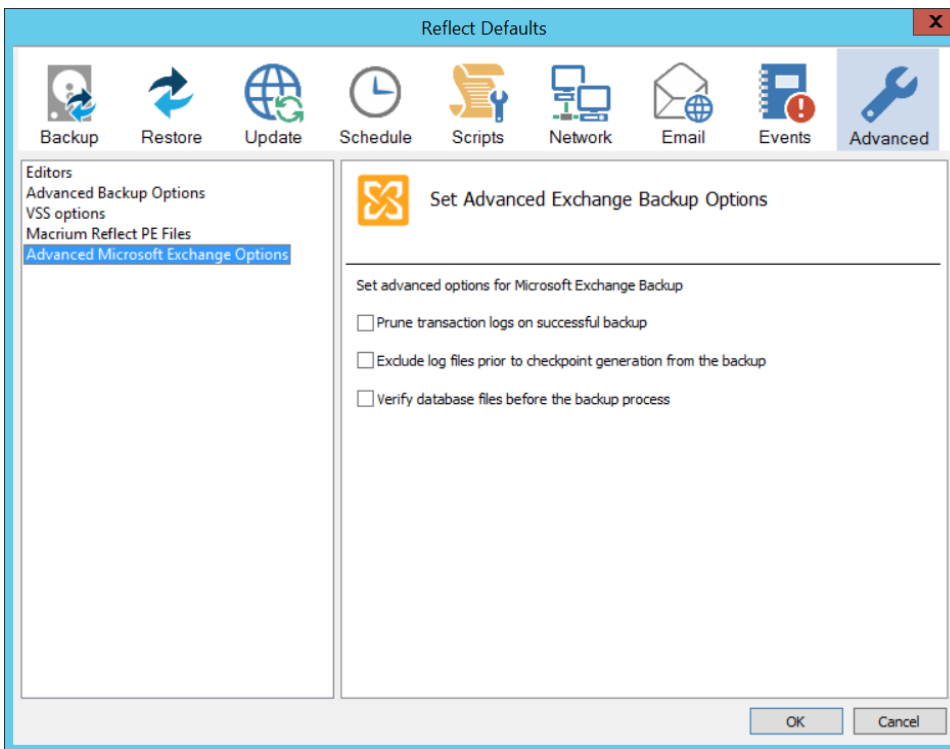 Reflect Defaults
X
Backup Restore Update Schedule Scripts Network Email Events Advanced
Editors
Advanced Backup Options
VSS options
Macrium Reflect PE Files
Advanced Microsoft Exchange Options
Set Advanced Exchange Backup Options
Set advanced options for Microsoft Exchange Backup
Prune transaction logs on successful backup
Exclude log files prior to checkpoint generation from the backup
Verify database files before the backup process
OK Cancel